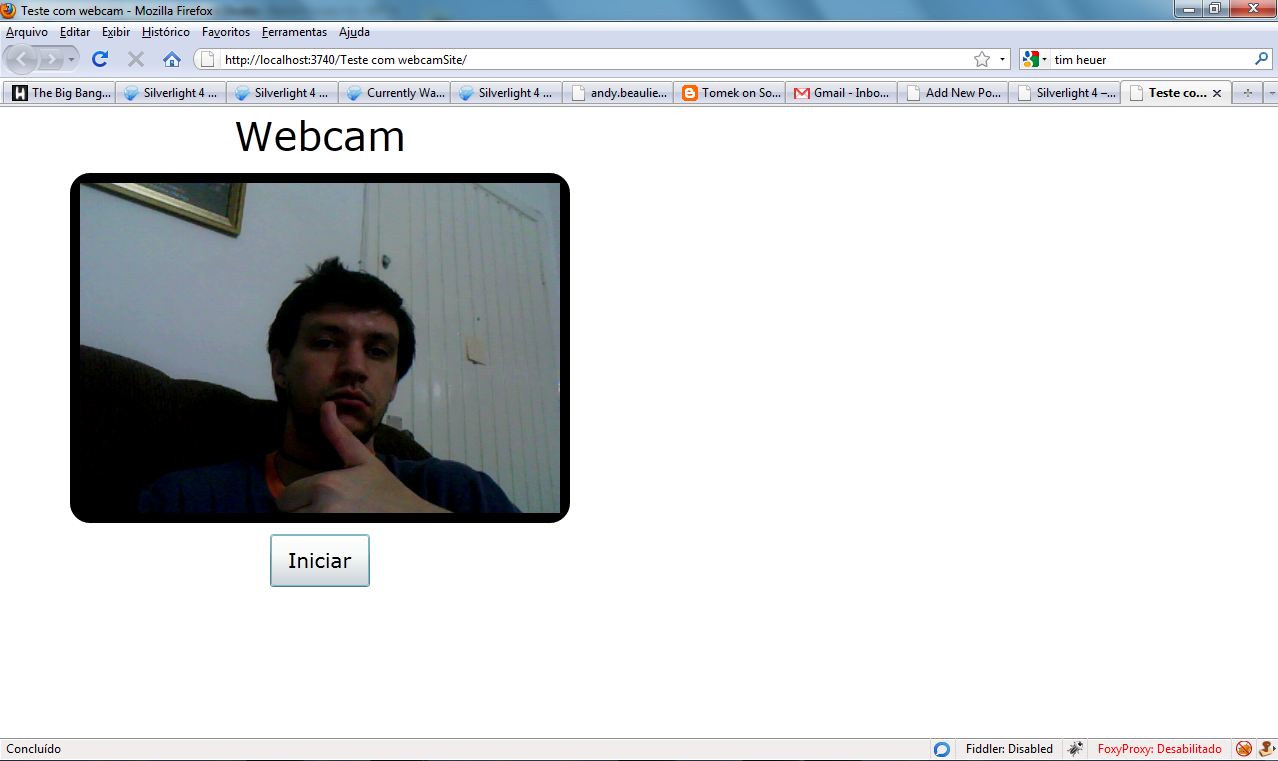 Teste com webcam - Mozilla Firefox
Arquivo Editar Exibir Histórico Favoritos Ferramentas Ajuda
http://localhost:3740/Teste com webcamSite/ tim heuer
The Big Bang... Silverlight 4 ... Silverlight 4 ... Currently Wa... Silverlight 4 ... andy.beaulie... Tomek on So... Gmail - Inbo... Add New Po... Silverlight 4 –... Teste co...
Webcam
Iniciar
Concluído Fiddler: Disabled FoxyProxy: Desabilitado